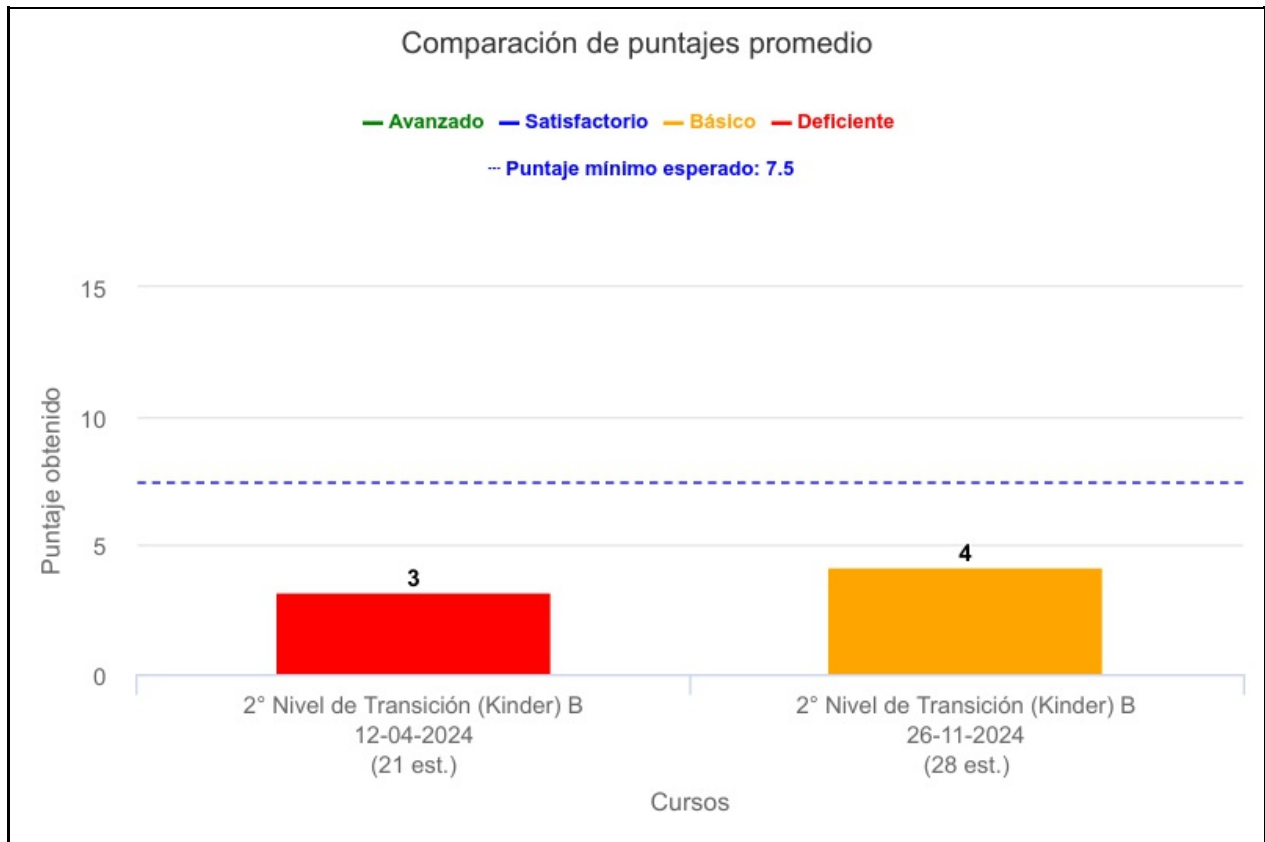 Comparación de puntajes promedio
Avanzado Satisfactorio Básico Deficiente
Puntaje mínimo esperado: 7.5
15
10
5
0
Puntaje obtenido
3
4
2° Nivel de Transición (Kinder) B
12-04-2024
(21 est.)
2° Nivel de Transición (Kinder) B
26-11-2024
(28 est.)
Cursos